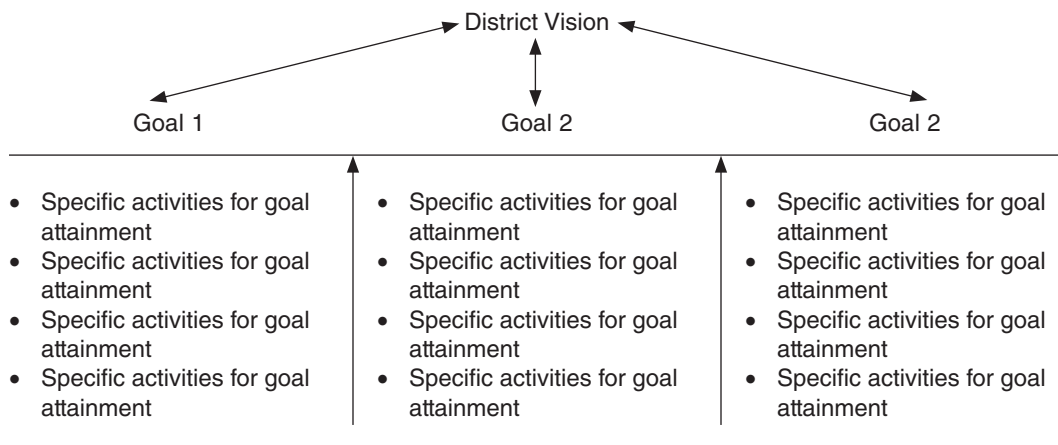 District Vision
Goal 1
Goal 2
Goal 2
• Specific activities for goal
attainment
• Specific activities for goal
attainment
• Specific activities for goal
attainment
• Specific activities for goal
attainment
• Specific activities for goal
attainment
• Specific activities for goal
attainment
• Specific activities for goal
attainment
• Specific activities for goal
attainment
• Specific activities for goal
attainment
• Specific activities for goal
attainment
• Specific activities for goal
attainment
• Specific activities for goal
attainment